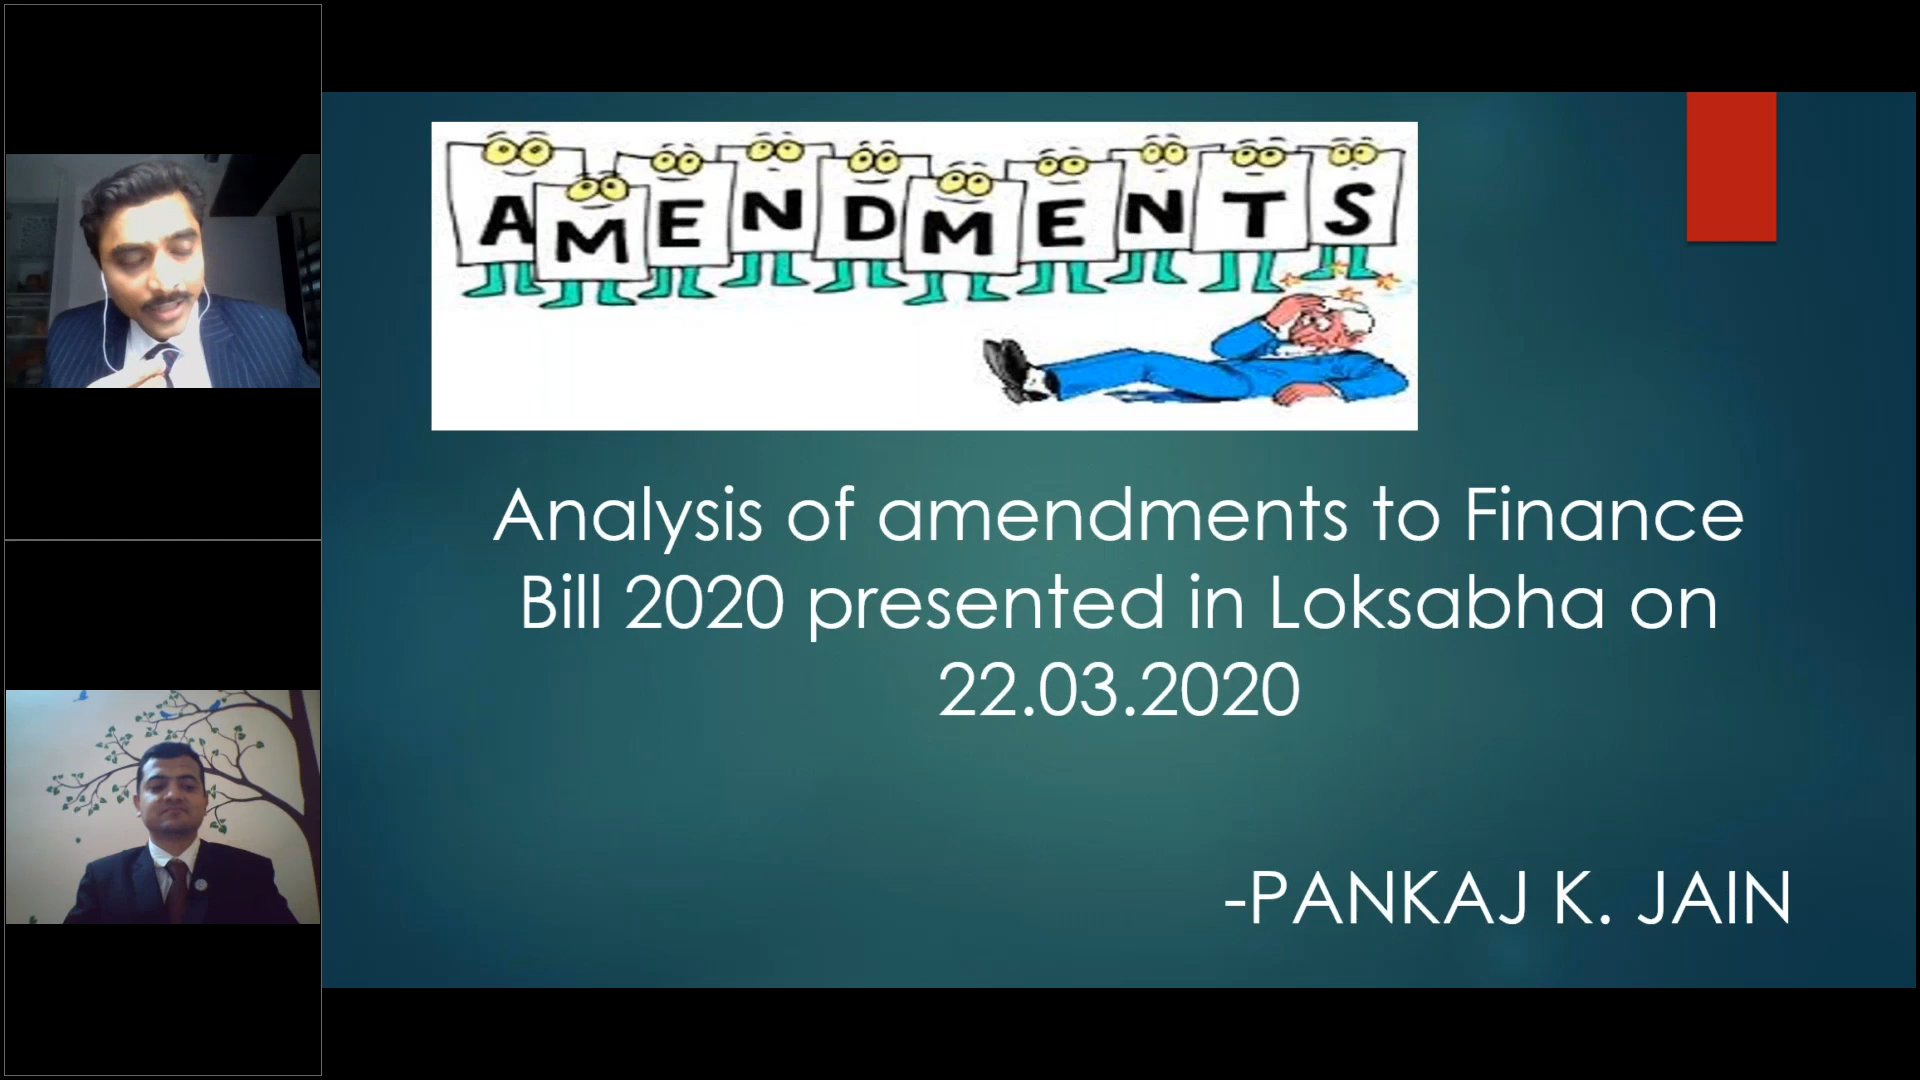 AMENDMENTS
Analysis of amendments to Finance
Bill 2020 presented in Loksabha on
22.03.2020
-PANKAJ K. JAIN